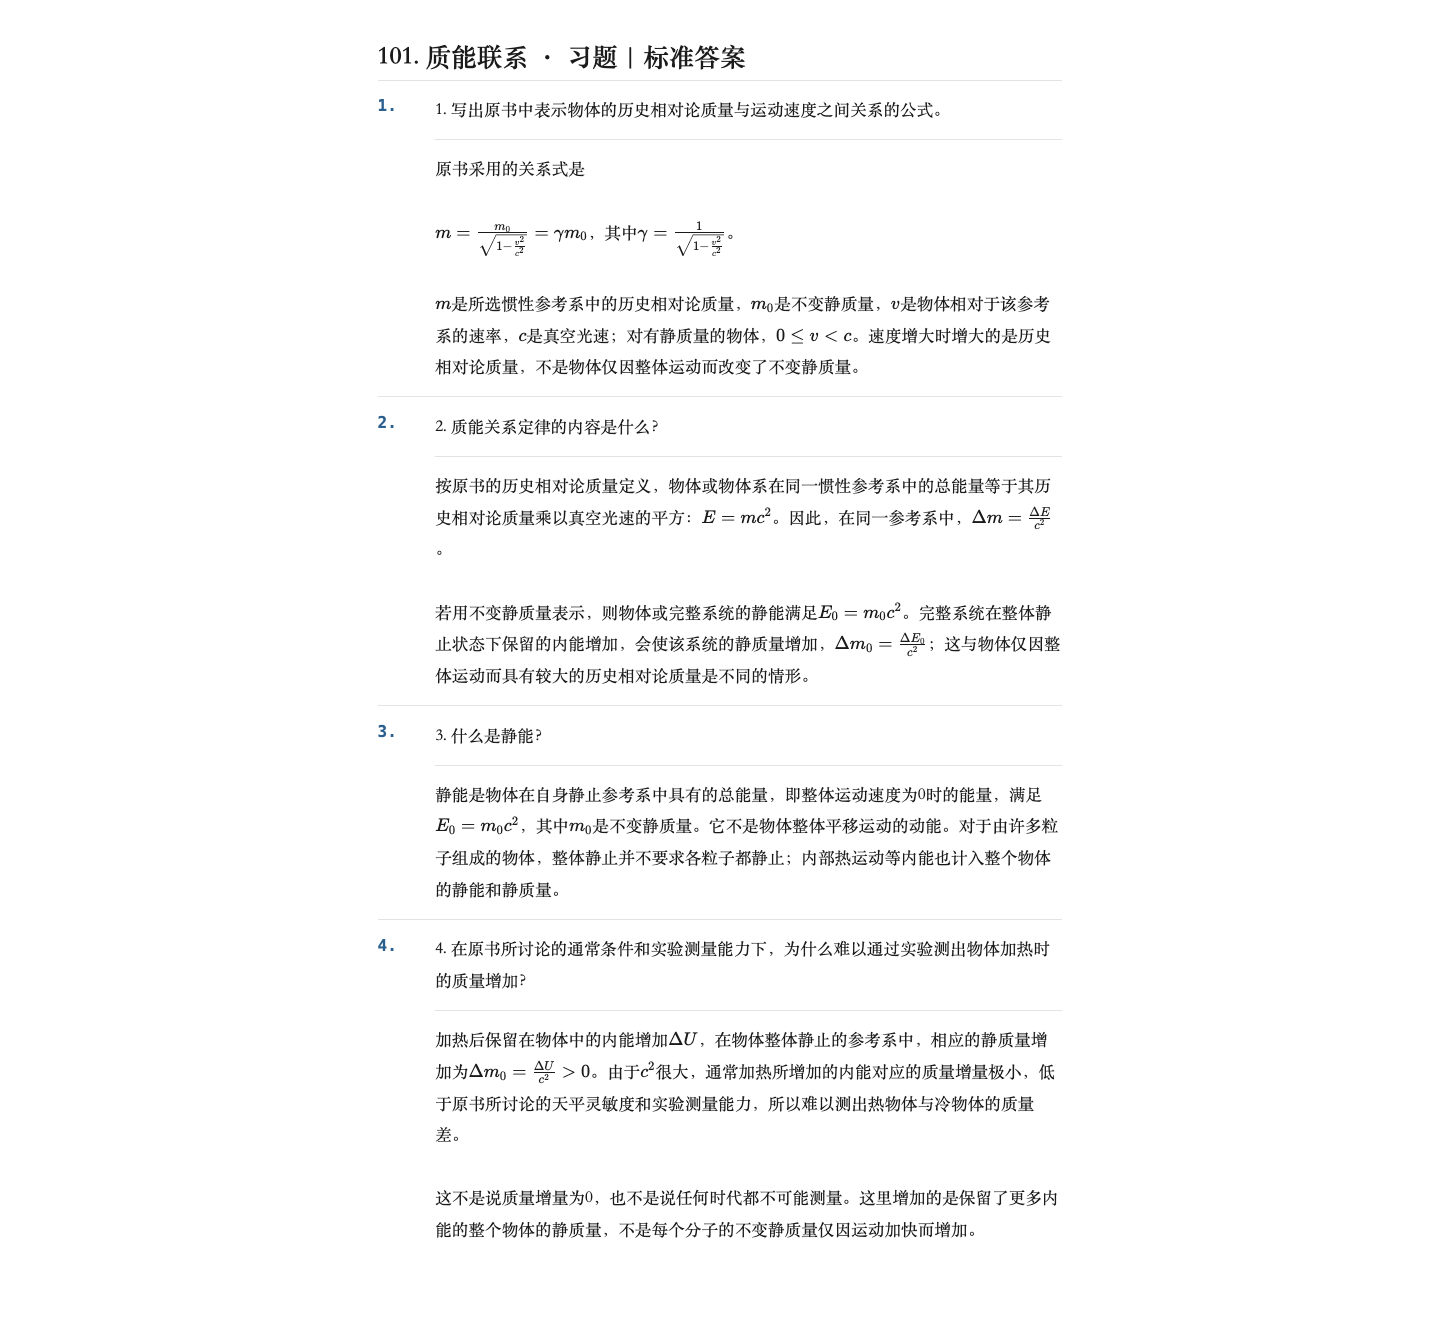 101. 质能联系 · 习题 | 标准答案
1. 1. 写出原书中表示物体的历史相对论质量与运动速度之间关系的公式。
原书采用的关系式是
m = m₀/√(1−v²/c²) = γm₀，其中γ = 1/√(1−v²/c²)。
m是所选惯性参考系中的历史相对论质量，m₀是不变静质量，v是物体相对于该参考
系的速率，c是真空光速；对有静质量的物体，0 ≤ v < c。速度增大时增大的是历史
相对论质量，不是物体仅因整体运动而改变了不变静质量。
2. 2. 质能关系定律的内容是什么?
按原书的历史相对论质量定义，物体或物体系在同一惯性参考系中的总能量等于其历
史相对论质量乘以真空光速的平方：E = mc²。因此，在同一参考系中，Δm = ΔE/c²
。
若用不变静质量表示，则物体或完整系统的静能满足E₀ = m₀c²。完整系统在整体静
止状态下保留的内能增加，会使该系统的静质量增加，Δm₀ = ΔE₀/c²；这与物体仅因整
体运动而具有较大的历史相对论质量是不同的情形。
3. 3. 什么是静能?
静能是物体在自身静止参考系中具有的总能量，即整体运动速度为0时的能量，满足
E₀ = m₀c²，其中m₀是不变静质量。它不是物体整体平移运动的动能。对于由许多粒
子组成的物体，整体静止并不要求各粒子都静止；内部热运动等内能也计入整个物体
的静能和静质量。
4. 4. 在原书所讨论的通常条件和实验测量能力下，为什么难以通过实验测出物体加热时
的质量增加?
加热后保留在物体中的内能增加ΔU，在物体整体静止的参考系中，相应的静质量增
加为Δm₀ = ΔU/c² > 0。由于c²很大，通常加热所增加的内能对应的质量增量极小，低
于原书所讨论的天平灵敏度和实验测量能力，所以难以测出热物体与冷物体的质量
差。
这不是说质量增量为0，也不是说任何时代都不可能测量。这里增加的是保留了更多内
能的整个物体的静质量，不是每个分子的不变静质量仅因运动加快而增加。